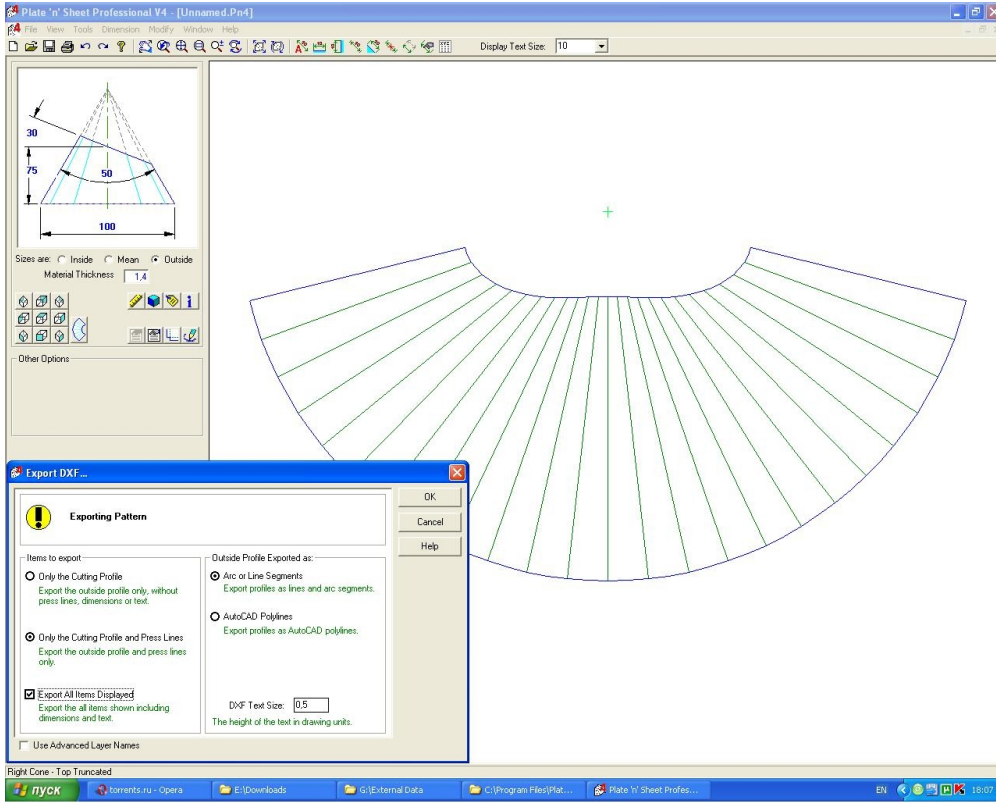 Plate 'n' Sheet Professional V4 - [Unnamed.Pn4]
File View Tools Dimension Modify Window Help
Display Text Size: 10
30
75
50
100
Sizes are: Inside Mean Outside
Material Thickness 1,4
Other Options
Export DXF...
Exporting Pattern
OK
Cancel
Help
Items to export
Only the Cutting Profile
Export the outside profile only, without
press lines, dimensions or text.
Only the Cutting Profile and Press Lines
Export the outside profile and press lines
only.
Export All Items Displayed
Export the all items shown including
dimensions and text.
Outside Profile Exported as:
Arc or Line Segments
Export profiles as lines and arc segments.
AutoCAD Polylines
Export profiles as AutoCAD polylines.
DXF Text Size: 0,5
The height of the text in drawing units.
Use Advanced Layer Names
Right Cone - Top Truncated
пуск
torrents.ru - Opera
E:\Downloads
G:\External Data
C:\Program Files\Plat...
Plate 'n' Sheet Profes...
EN
18:07